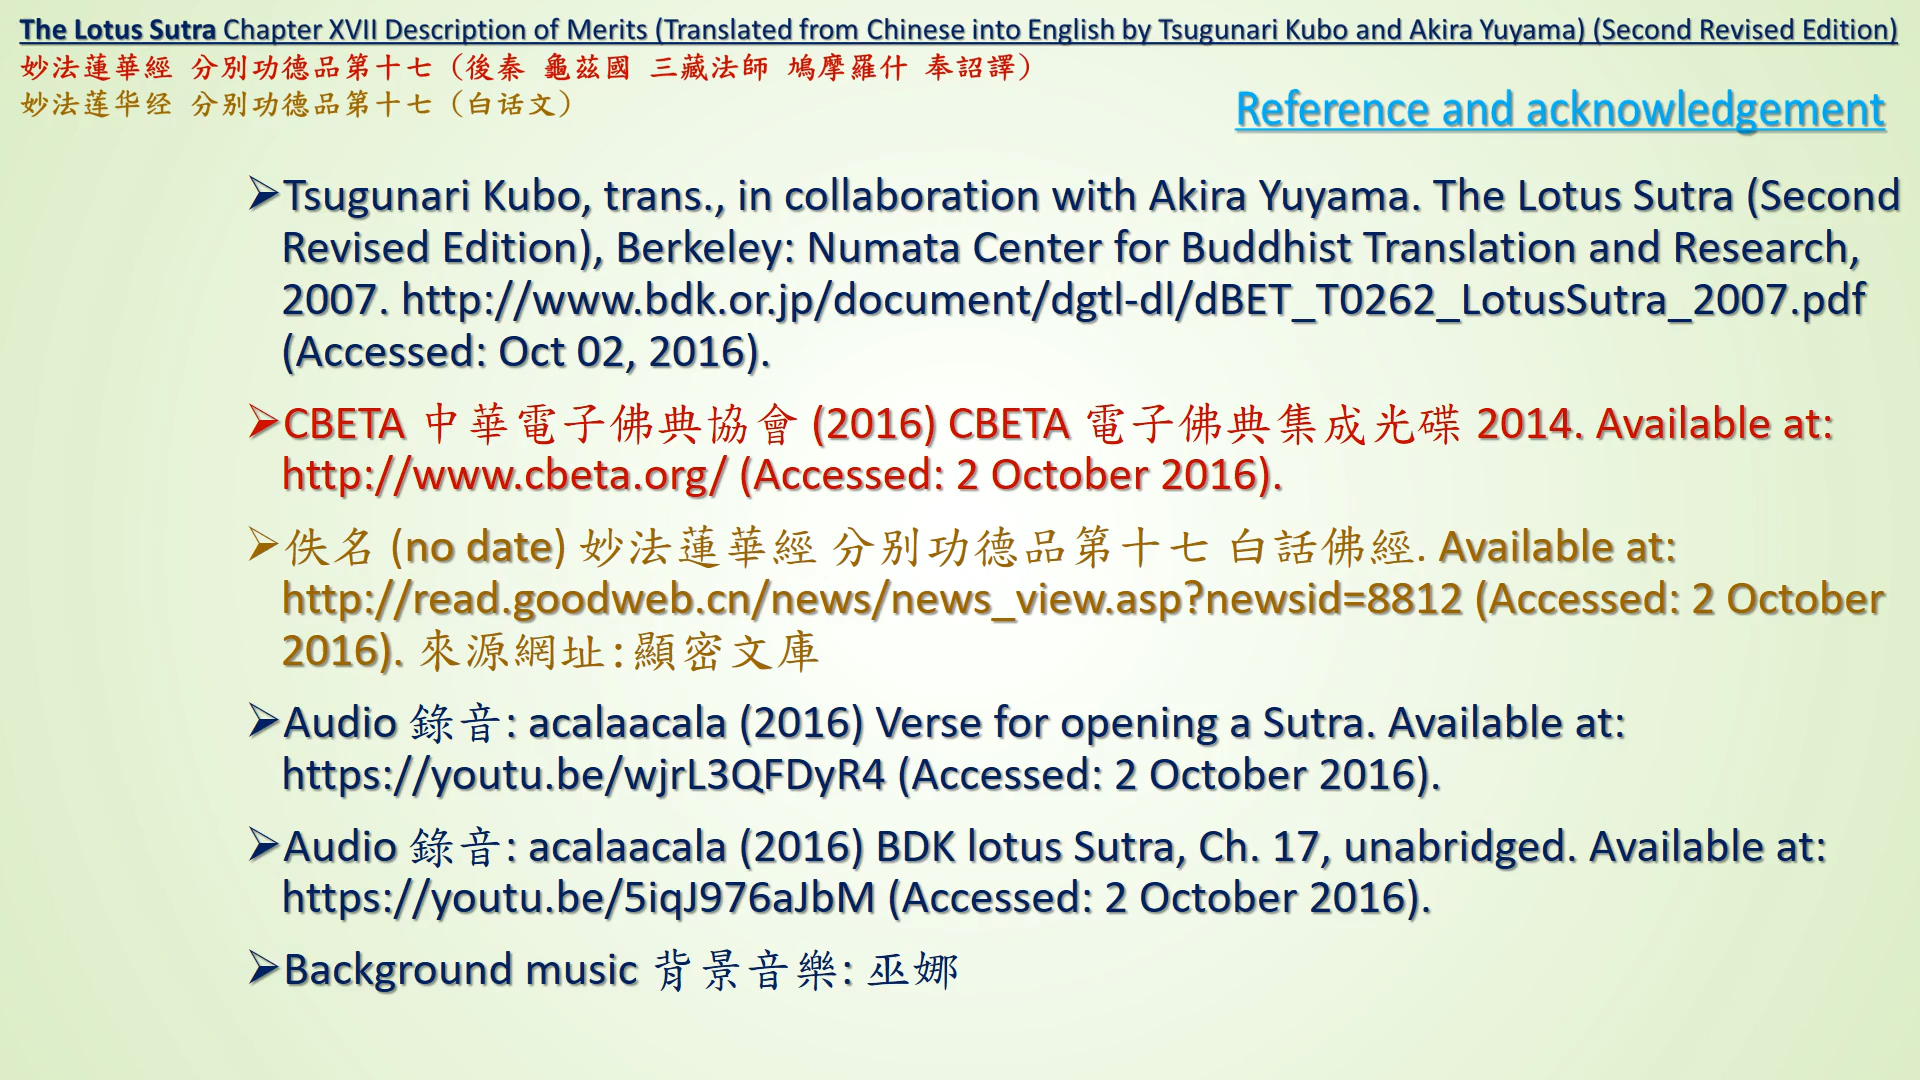 The Lotus Sutra Chapter XVII Description of Merits (Translated from Chinese into English by Tsugunari Kubo and Akira Yuyama) (Second Revised Edition)
妙法蓮華經 分別功德品第十七（後秦 龜茲國 三藏法師 鳩摩羅什 奉詔譯）
妙法莲华经 分别功德品第十七（白话文）
Reference and acknowledgement
➢Tsugunari Kubo, trans., in collaboration with Akira Yuyama. The Lotus Sutra (Second
Revised Edition), Berkeley: Numata Center for Buddhist Translation and Research,
2007. http://www.bdk.or.jp/document/dgtl-dl/dBET_T0262_LotusSutra_2007.pdf
(Accessed: Oct 02, 2016).
➢CBETA 中華電子佛典協會 (2016) CBETA 電子佛典集成光碟 2014. Available at:
http://www.cbeta.org/ (Accessed: 2 October 2016).
➢佚名 (no date) 妙法蓮華經 分別功德品第十七 白話佛經. Available at:
http://read.goodweb.cn/news/news_view.asp?newsid=8812 (Accessed: 2 October
2016). 來源網址:顯密文庫
➢Audio 錄音: acalaacala (2016) Verse for opening a Sutra. Available at:
https://youtu.be/wjrL3QFDyR4 (Accessed: 2 October 2016).
➢Audio 錄音: acalaacala (2016) BDK lotus Sutra, Ch. 17, unabridged. Available at:
https://youtu.be/5iqJ976aJbM (Accessed: 2 October 2016).
➢Background music 背景音樂: 巫娜